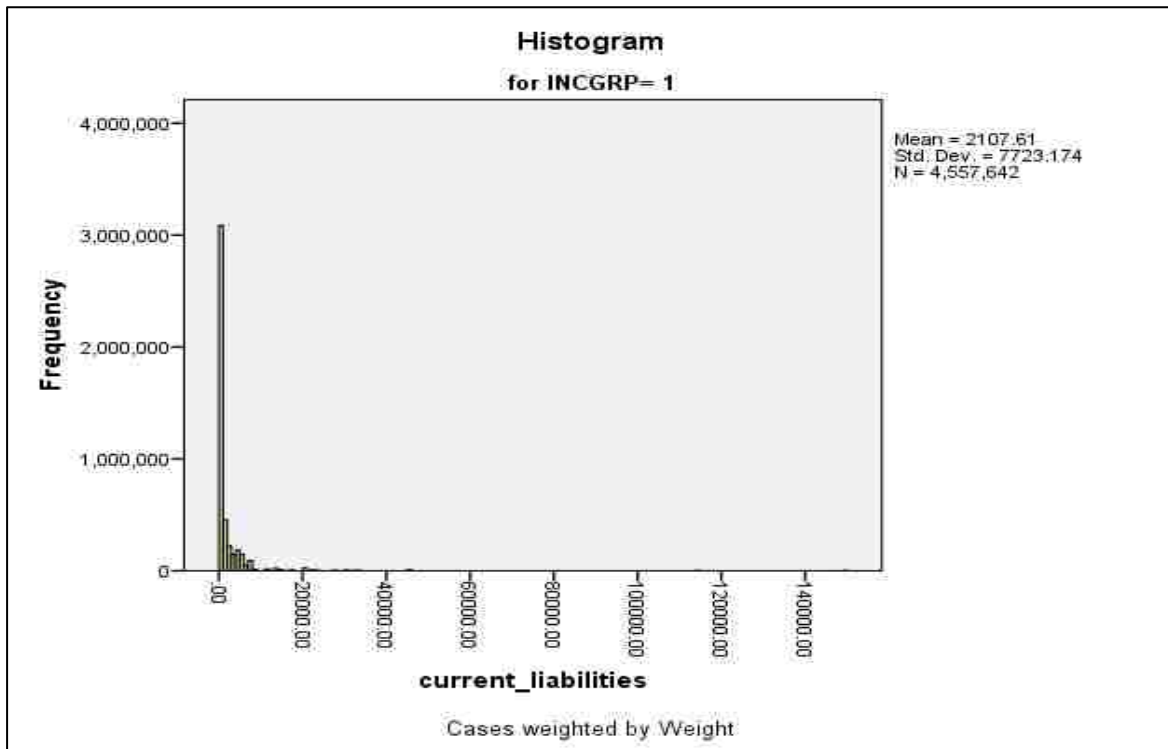 Histogram
for INCGRP= 1
Mean = 2107.61
Std. Dev. = 7723.174
N = 4,557,642
Frequency
4,000,000
3,000,000
2,000,000
1,000,000
0
.00
20000.00
40000.00
60000.00
80000.00
100000.00
120000.00
140000.00
current_liabilities
Cases weighted by Weight